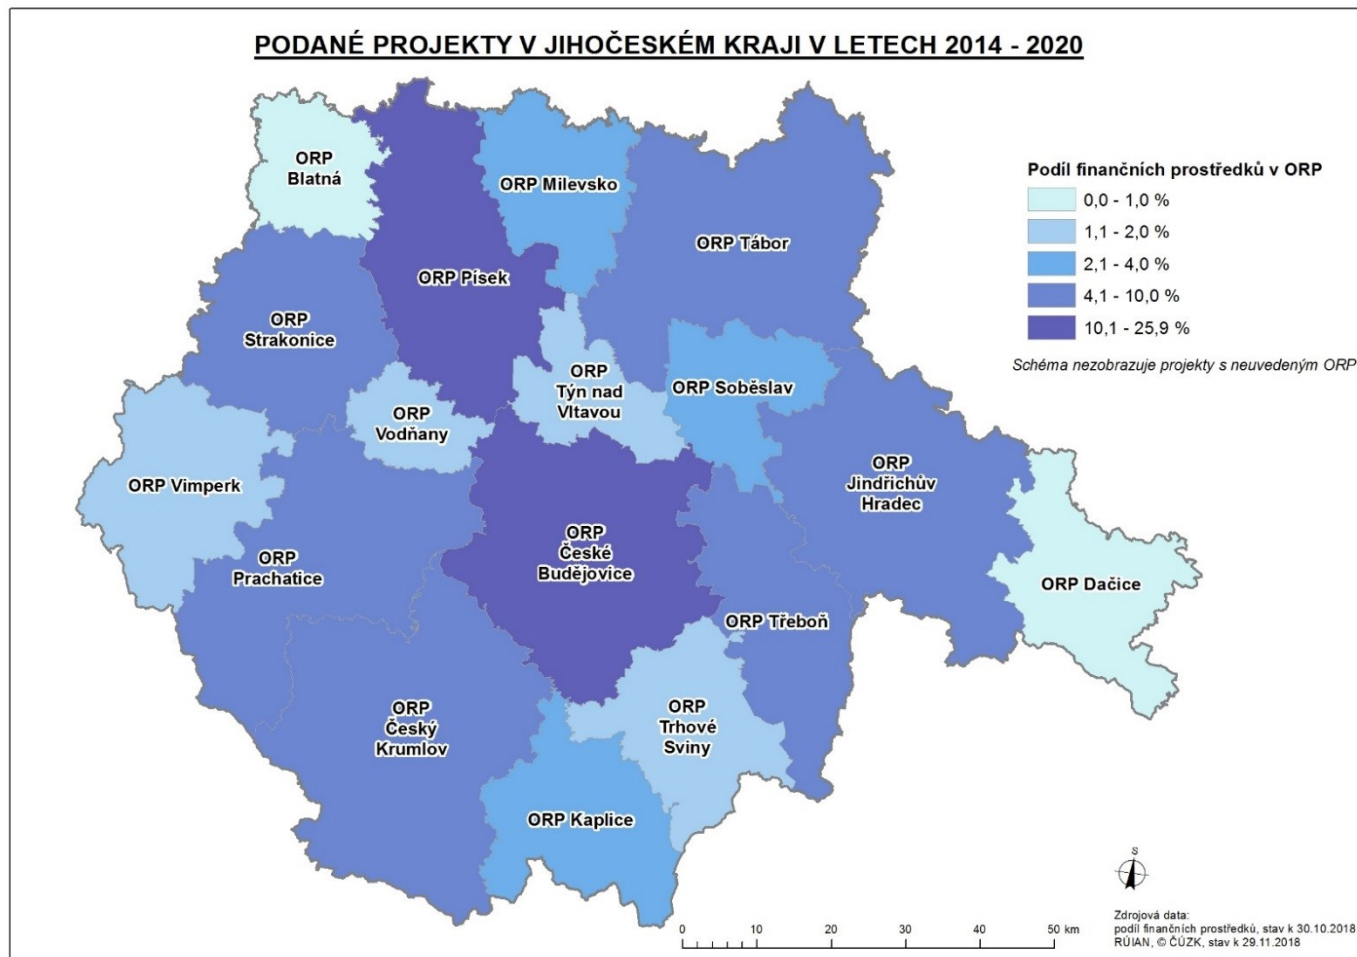 PODANÉ PROJEKTY V JIHOČESKÉM KRAJI V LETECH 2014 - 2020
ORP
Blatná
ORP Milevsko
ORP Tábor
ORP Písek
ORP
Strakonice
ORP
Týn nad
Vltavou
ORP Soběslav
ORP
Vodňany
ORP Vimperk
ORP
Jindřichův
Hradec
ORP
Prachatice
ORP
České
Budějovice
ORP Dačice
ORP Třeboň
ORP
Český
Krumlov
ORP
Trhové
Sviny
ORP Kaplice
Podíl finančních prostředků v ORP
0,0 - 1,0 %
1,1 - 2,0 %
2,1 - 4,0 %
4,1 - 10,0 %
10,1 - 25,9 %
Schéma nezobrazuje projekty s neuvedeným ORP
S
0 10 20 30 40 50 km
Zdrojová data:
podíl finančních prostředků, stav k 30.10.2018
RÚIAN, © ČÚZK, stav k 29.11.2018